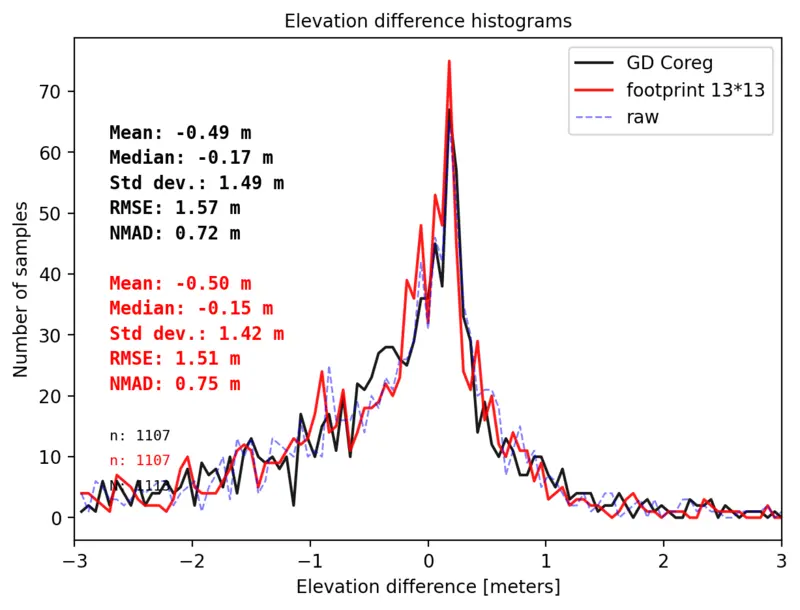 Elevation difference histograms
GD Coreg
footprint 13*13
raw
Mean: -0.49 m
Median: -0.17 m
Std dev.: 1.49 m
RMSE: 1.57 m
NMAD: 0.72 m
Mean: -0.50 m
Median: -0.15 m
Std dev.: 1.42 m
RMSE: 1.51 m
NMAD: 0.75 m
n: 1107
n: 1107
Number of samples
70
60
50
40
30
20
10
0
−3
−2
−1
0
1
2
3
Elevation difference [meters]